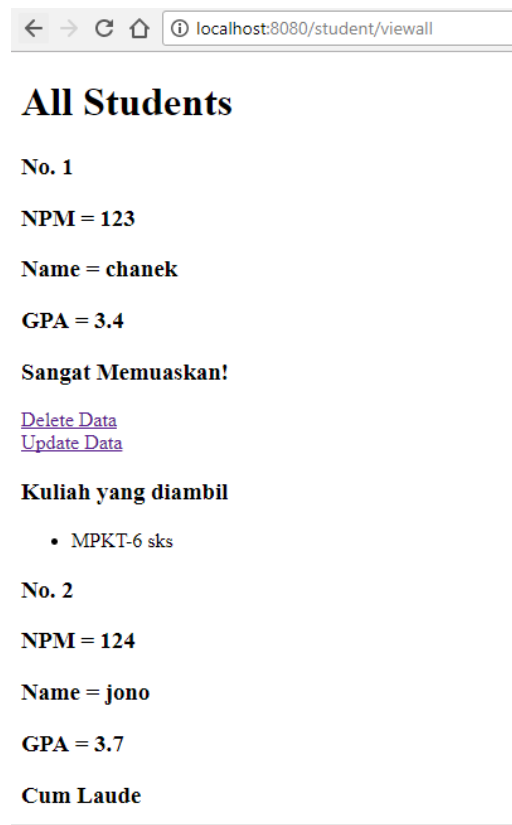 localhost:8080/student/viewall
All Students
No. 1
NPM = 123
Name = chanek
GPA = 3.4
Sangat Memuaskan!
Delete Data
Update Data
Kuliah yang diambil
• MPKT-6 sks
No. 2
NPM = 124
Name = jono
GPA = 3.7
Cum Laude